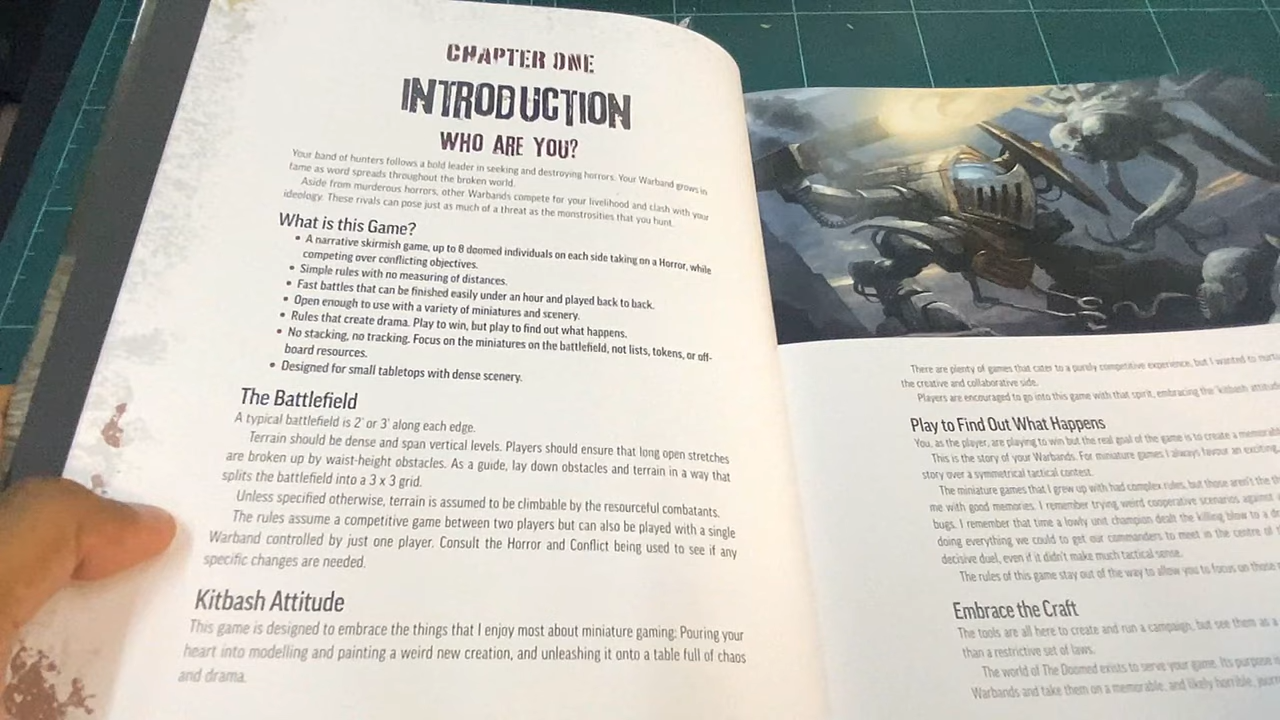 CHAPTER ONE
INTRODUCTION
WHO ARE YOU?
Your band of hunters follows a bold leader in seeking and destroying horrors. Your Warband grows in
fame as word spreads throughout the broken world.
Aside from murderous horrors, other Warbands compete for your livelihood and clash with your
ideology. These rivals can pose just as much of a threat as the monstrosities that you hunt.
What is this Game?
• A narrative skirmish game, up to 8 doomed individuals on each side taking on a Horror, while
competing over conflicting objectives.
• Simple rules with no measuring of distances.
• Fast battles that can be finished easily under an hour and played back to back.
• Open enough to use with a variety of miniatures and scenery.
• Rules that create drama. Play to win, but play to find out what happens.
• No stacking, no tracking. Focus on the miniatures on the battlefield, not lists, tokens, or off-
board resources.
• Designed for small tabletops with dense scenery.
The Battlefield
A typical battlefield is 2' or 3' along each edge.
Terrain should be dense and span vertical levels. Players should ensure that long open stretches
are broken up by waist-height obstacles. As a guide, lay down obstacles and terrain in a way that
splits the battlefield into a 3 x 3 grid.
Unless specified otherwise, terrain is assumed to be climbable by the resourceful combatants.
The rules assume a competitive game between two players but can also be played with a single
Warband controlled by just one player. Consult the Horror and Conflict being used to see if any
specific changes are needed.
Kitbash Attitude
This game is designed to embrace the things that I enjoy most about miniature gaming: Pouring your
heart into modelling and painting a weird new creation, and unleashing it onto a table full of chaos
and drama.
There are plenty of games that cater to a purely competitive experience, but I wanted to
the creative and collaborative side.
Players are encouraged to go into this game with that spirit, embracing the 'kitbash
Play to Find Out What Happens
You, as the player, are playing to win but the real goal of the game is to create a
This is the story of your Warbands. For miniature games I always favour an exciting,
story over a symmetrical tactical contest.
The miniature games that I grew up with had complex rules, but those aren't the
me with good memories. I remember trying weird cooperative scenarios against
bugs. I remember that time a lowly unit champion dealt the killing blow to a
doing everything we could to get our commanders to meet in the centre of
decisive duel, even if it didn't make much tactical sense.
The rules of this game stay out of the way to allow you to focus on those
Embrace the Craft
The tools are all here to create and run a campaign, but see them as a
than a restrictive set of laws.
The world of The Doomed exists to serve your game. Its purpose
Warbands and take them on a memorable, and likely horrible,